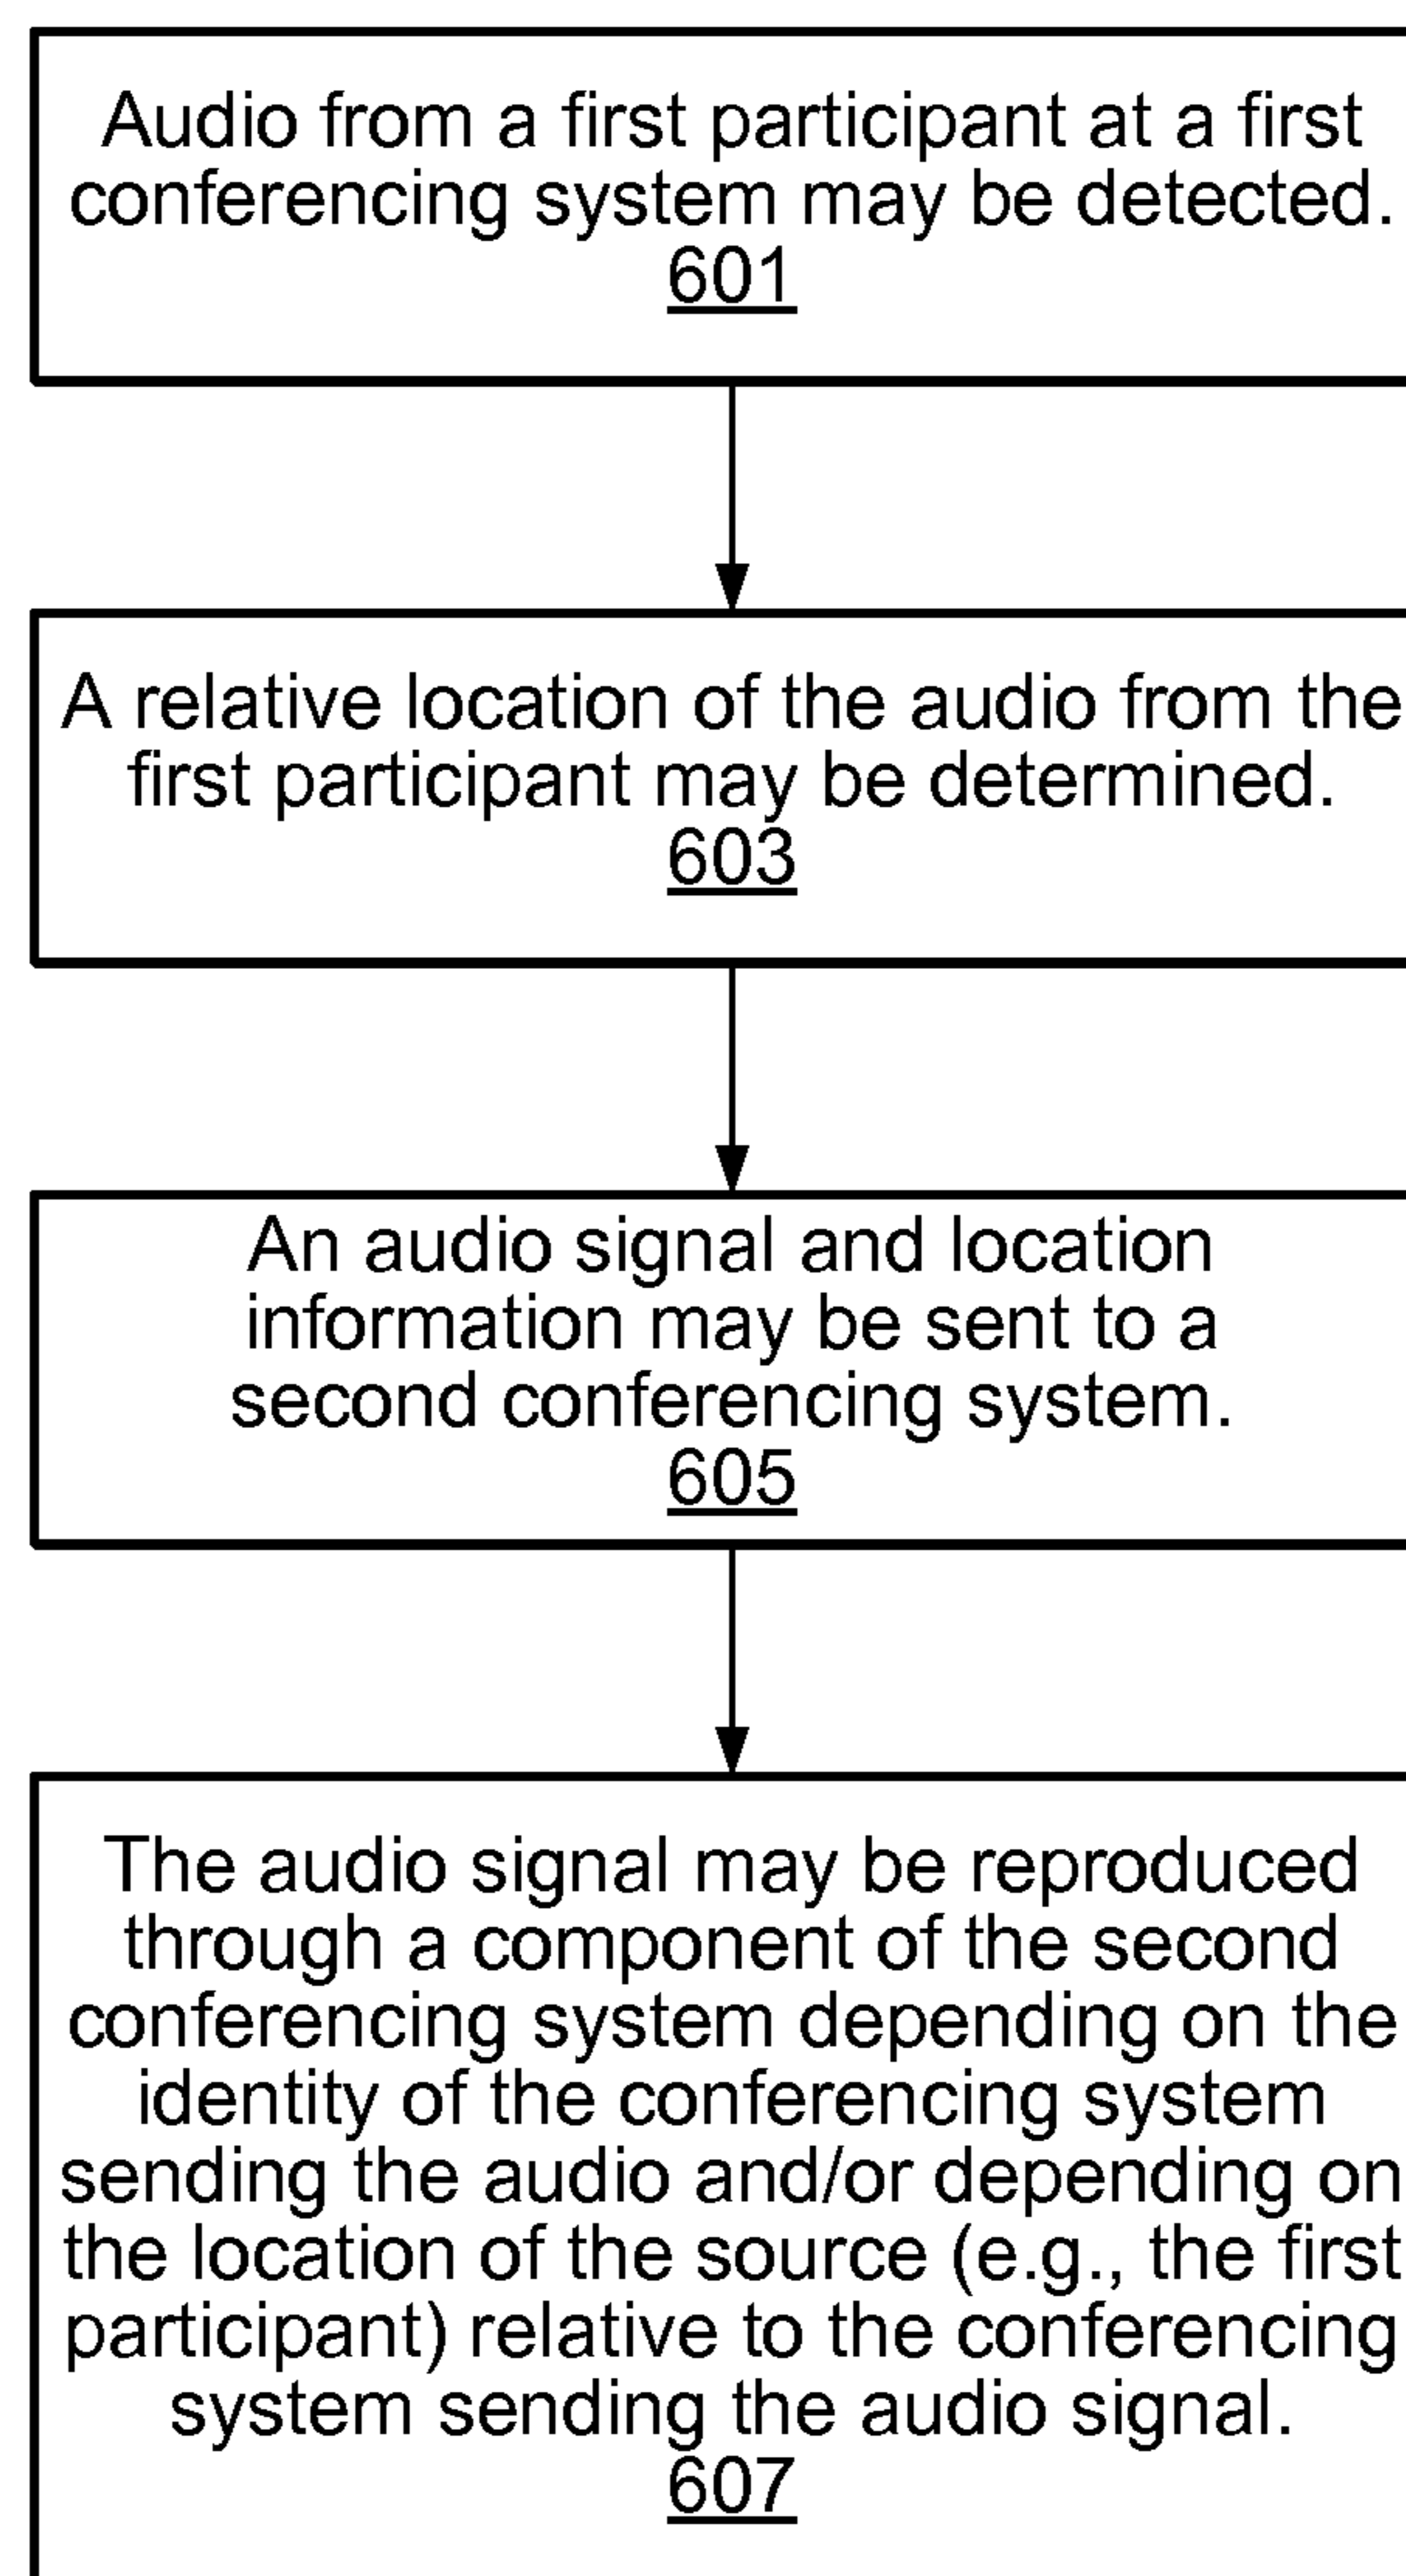 Audio from a first participant at a first
conferencing system may be detected.
601
A relative location of the audio from the
first participant may be determined.
603
An audio signal and location
information may be sent to a
second conferencing system.
605
The audio signal may be reproduced
through a component of the second
conferencing system depending on the
identity of the conferencing system
sending the audio and/or depending on
the location of the source (e.g., the first
participant) relative to the conferencing
system sending the audio signal.
607